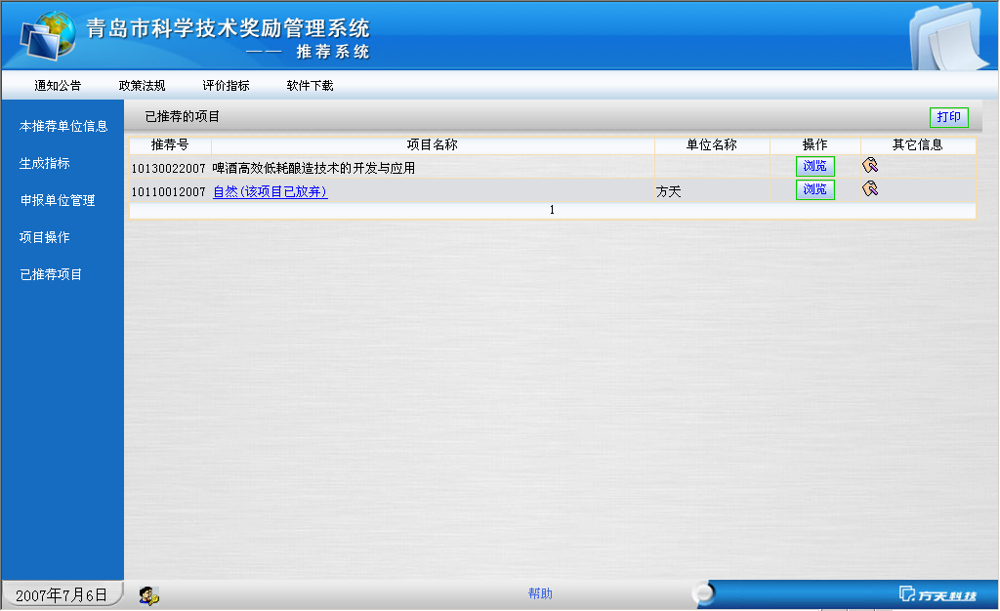 青岛市科学技术奖励管理系统
—— 推荐系统
通知公告 政策法规 评价指标 软件下载
本推荐单位信息
生成指标
申报单位管理
项目操作
已推荐项目
已推荐的项目
打印
推荐号 项目名称 单位名称 操作 其它信息
10130022007 啤酒高效低耗酿造技术的开发与应用 浏览
10110012007 自然(该项目已放弃) 方天 浏览
1
2007年7月6日 帮助 方天科技